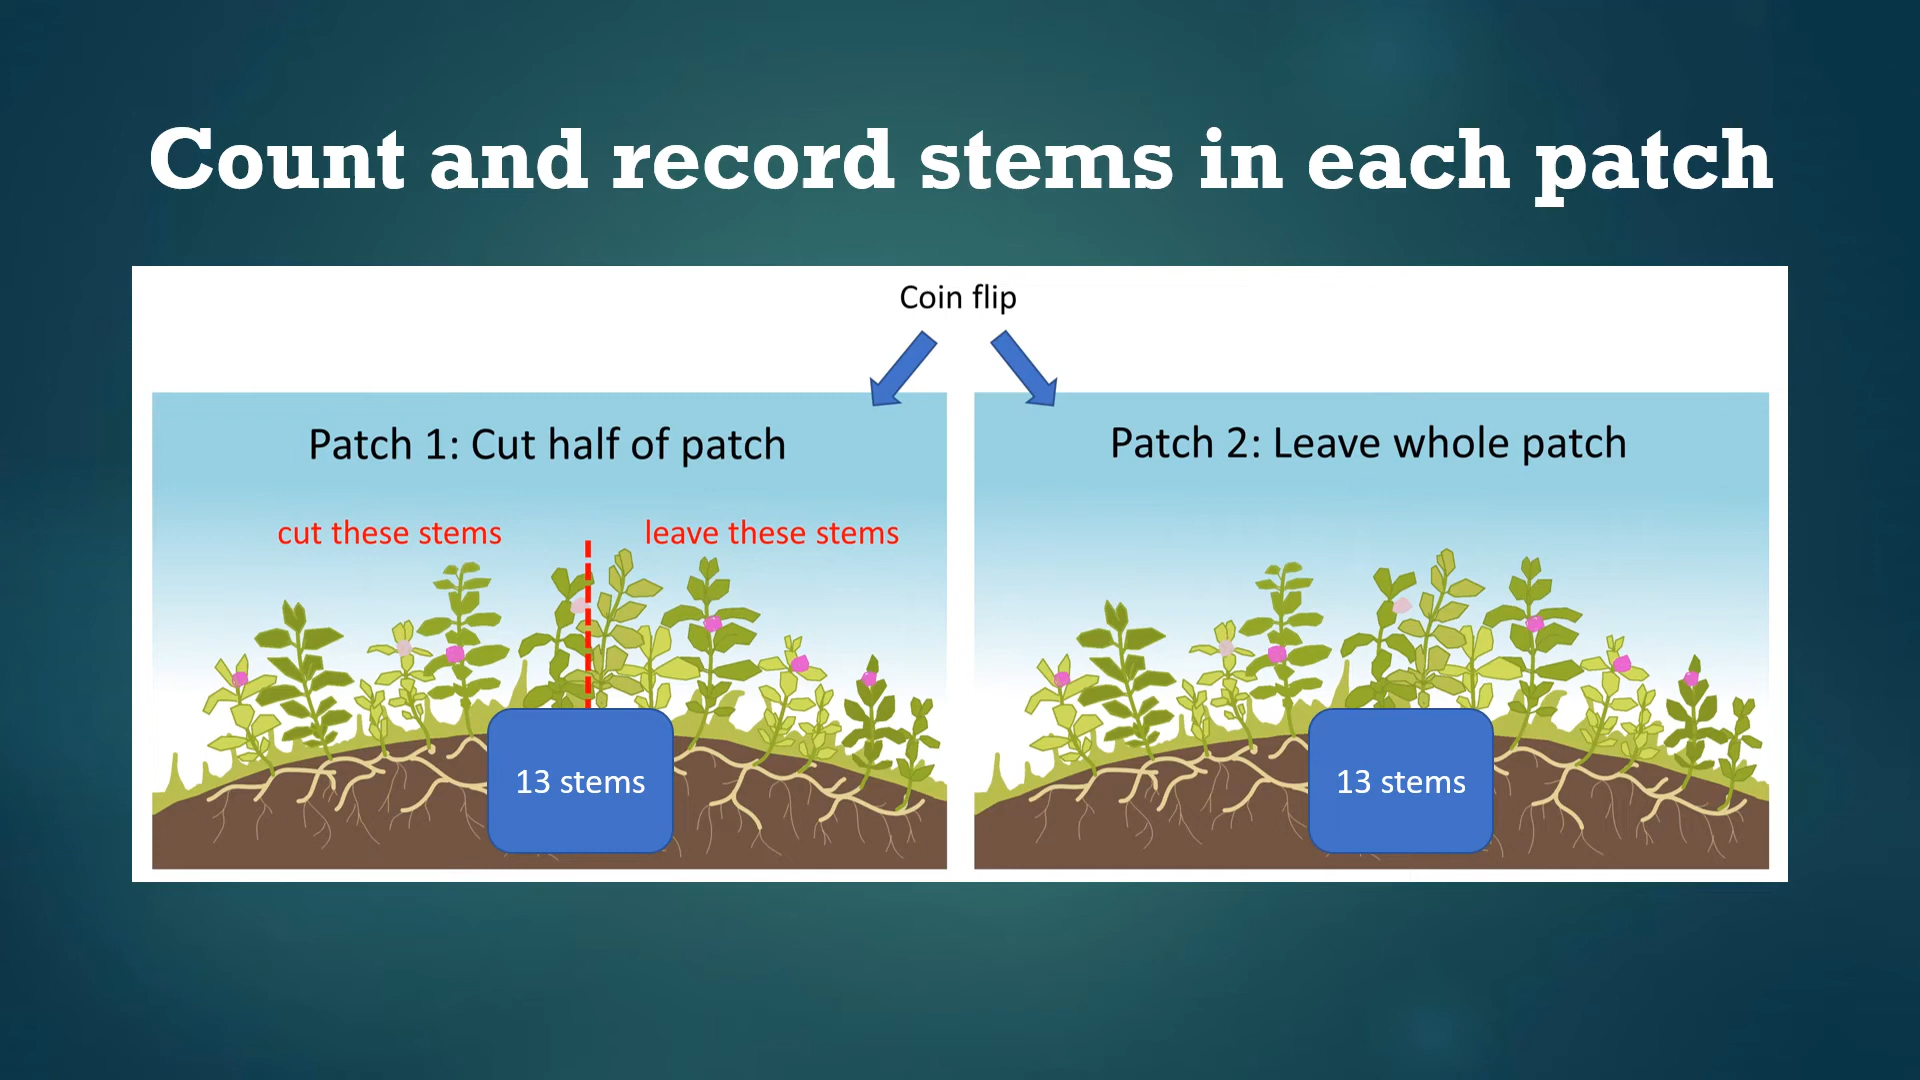 Count and record stems in each patch
Coin flip
Patch 1: Cut half of patch
cut these stems
leave these stems
13 stems
Patch 2: Leave whole patch
13 stems